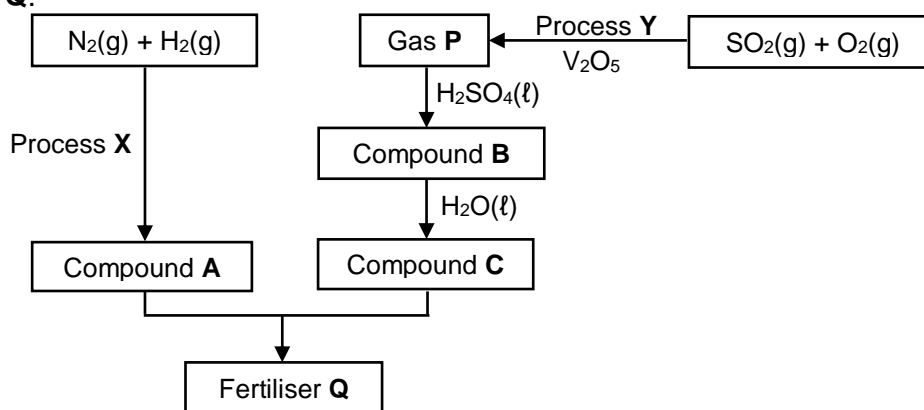 Q.
N₂(g) + H₂(g)
Gas P
Process Y
V₂O₅
SO₂(g) + O₂(g)
H₂SO₄(ℓ)
Process X
Compound B
H₂O(ℓ)
Compound A
Compound C
Fertiliser Q